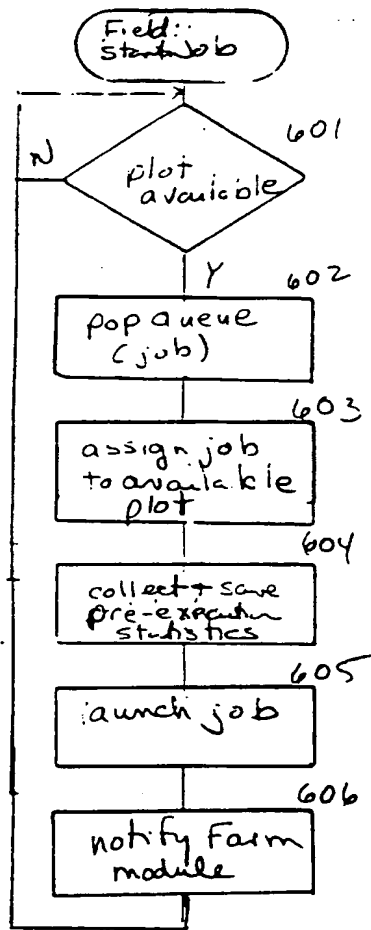 Field::
startJob
601
N
plot
available
Y
602
pop queue
(job)
603
assign job
to available
plot
604
collect + save
pre-execution
statistics
605
launch job
606
notify Farm
module